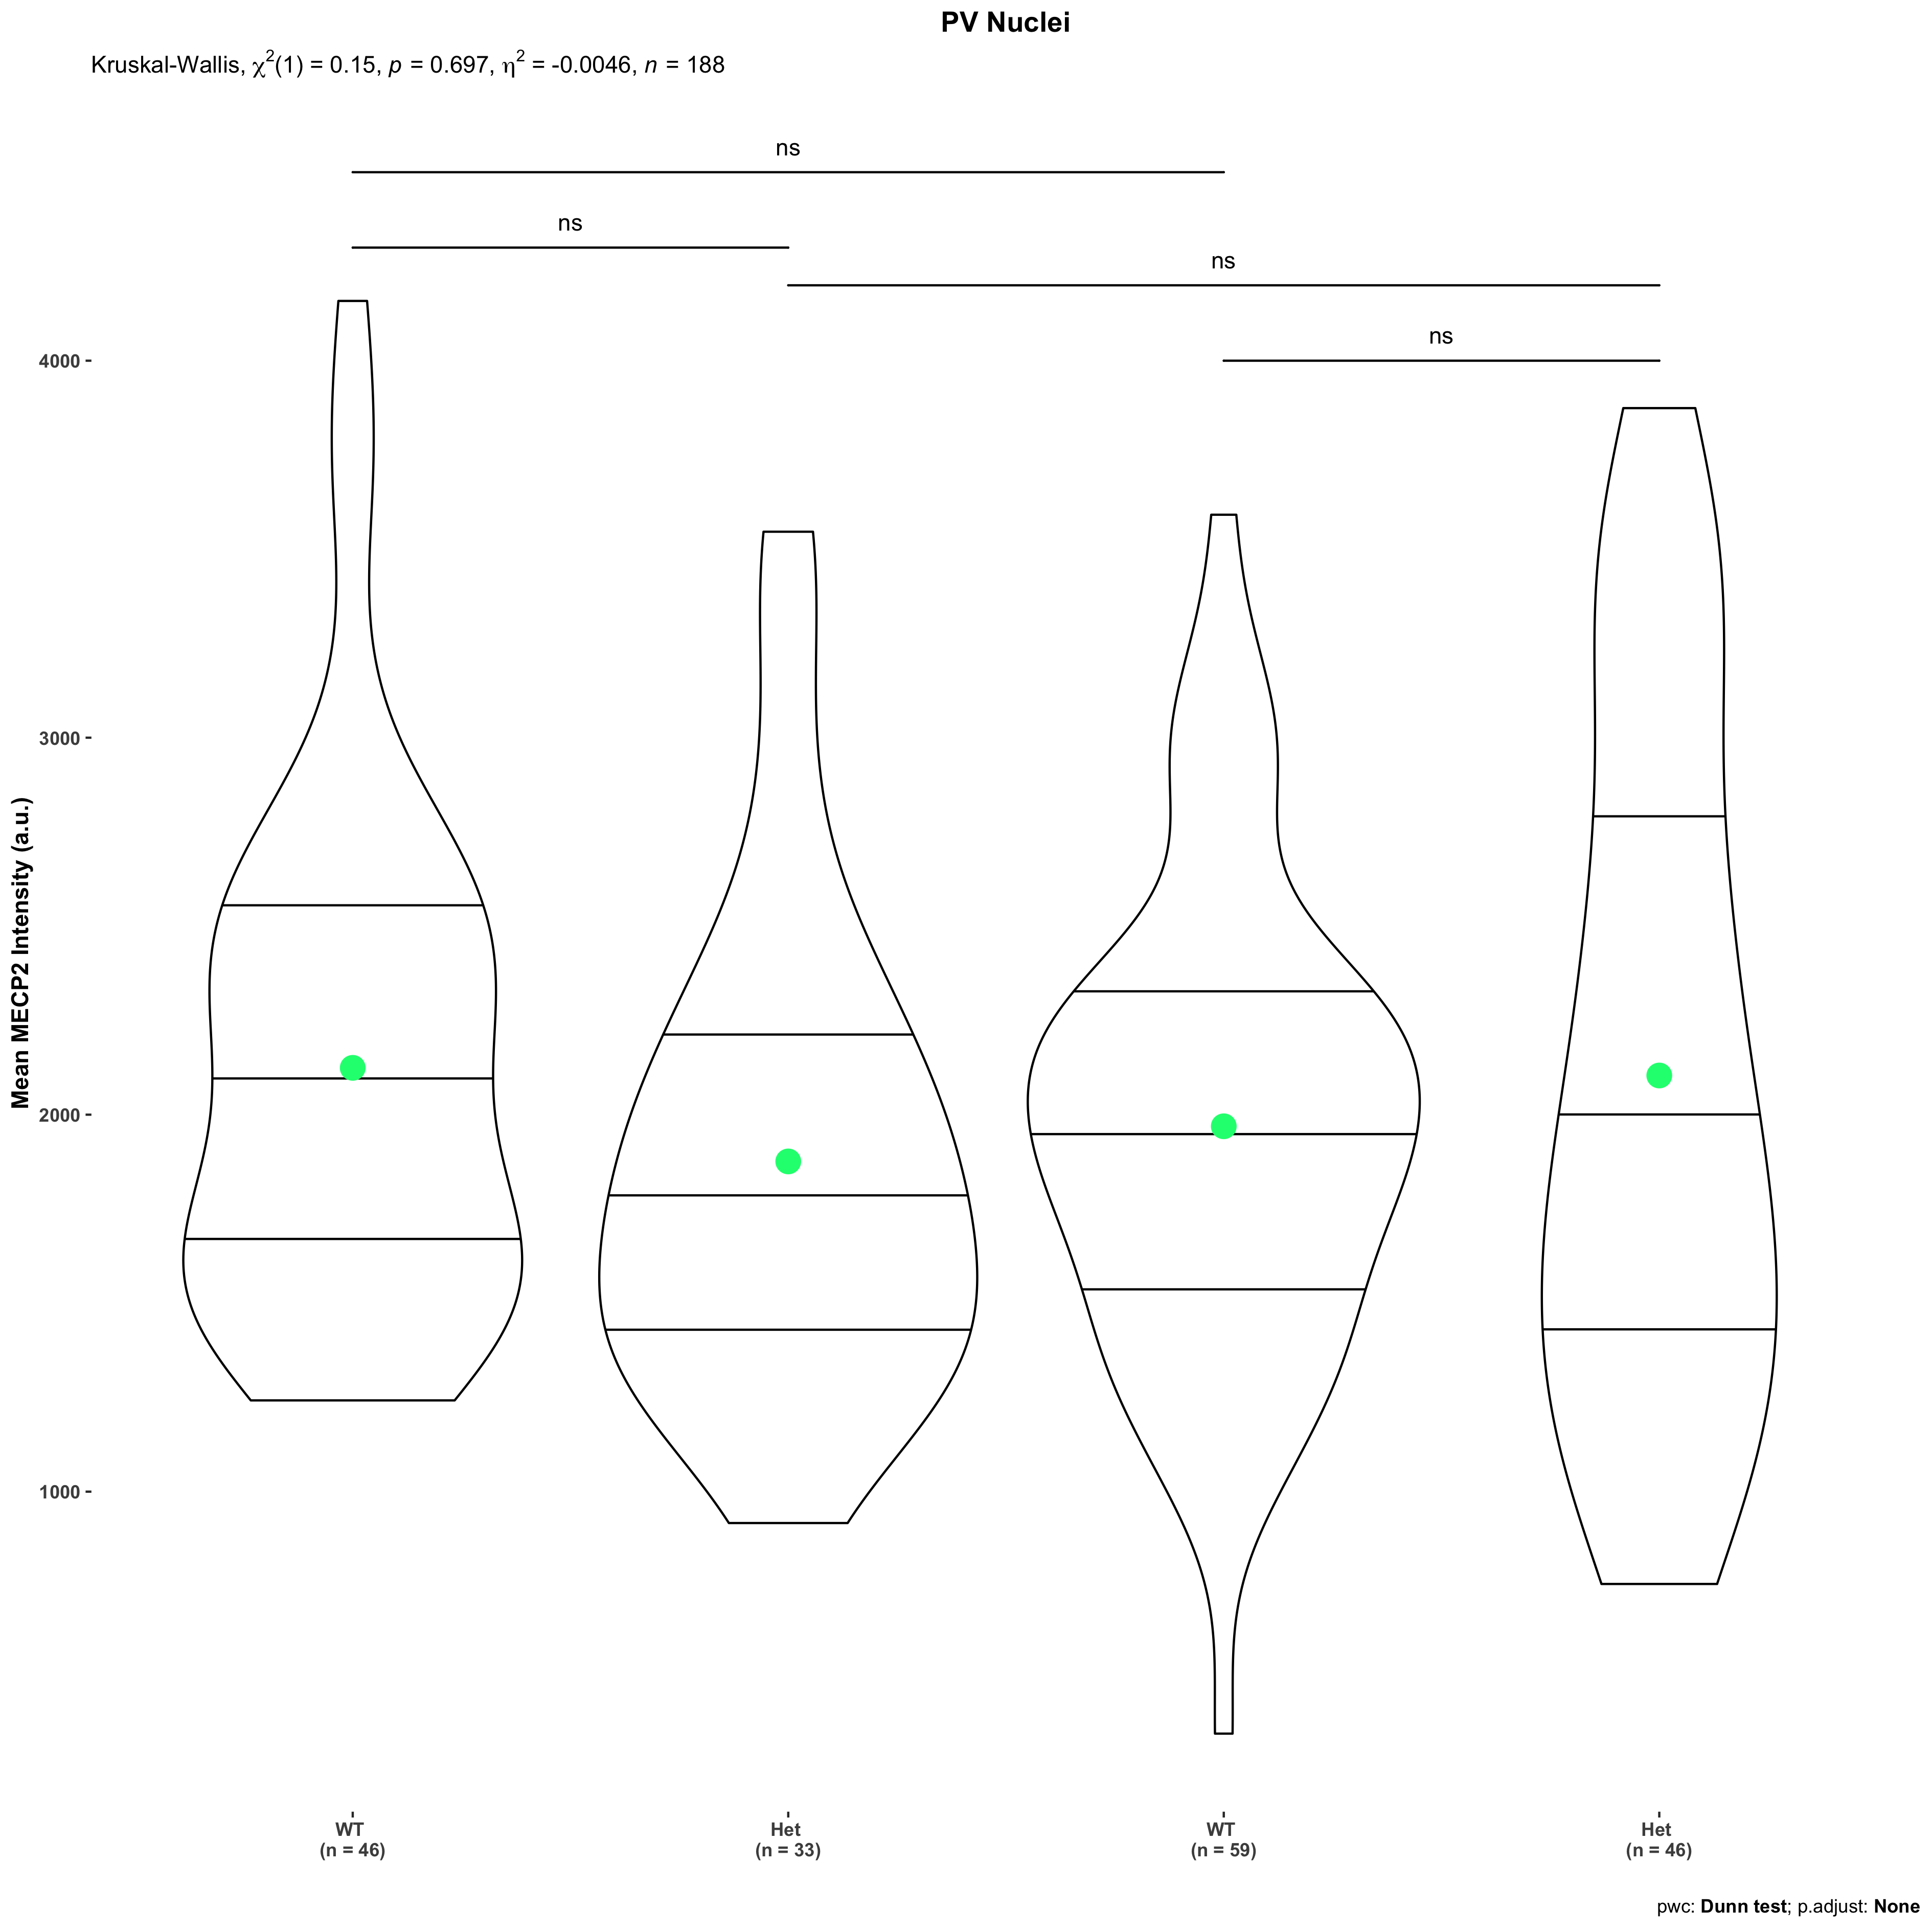 PV Nuclei
Kruskal-Wallis, χ²(1) = 0.15, p = 0.697, η² = -0.0046, n = 188
ns
ns
ns
ns
4000
3000
2000
1000
Mean MECP2 Intensity (a.u.)
WT
(n = 46)
Het
(n = 33)
WT
(n = 59)
Het
(n = 46)
pwc: Dunn test; p.adjust: None